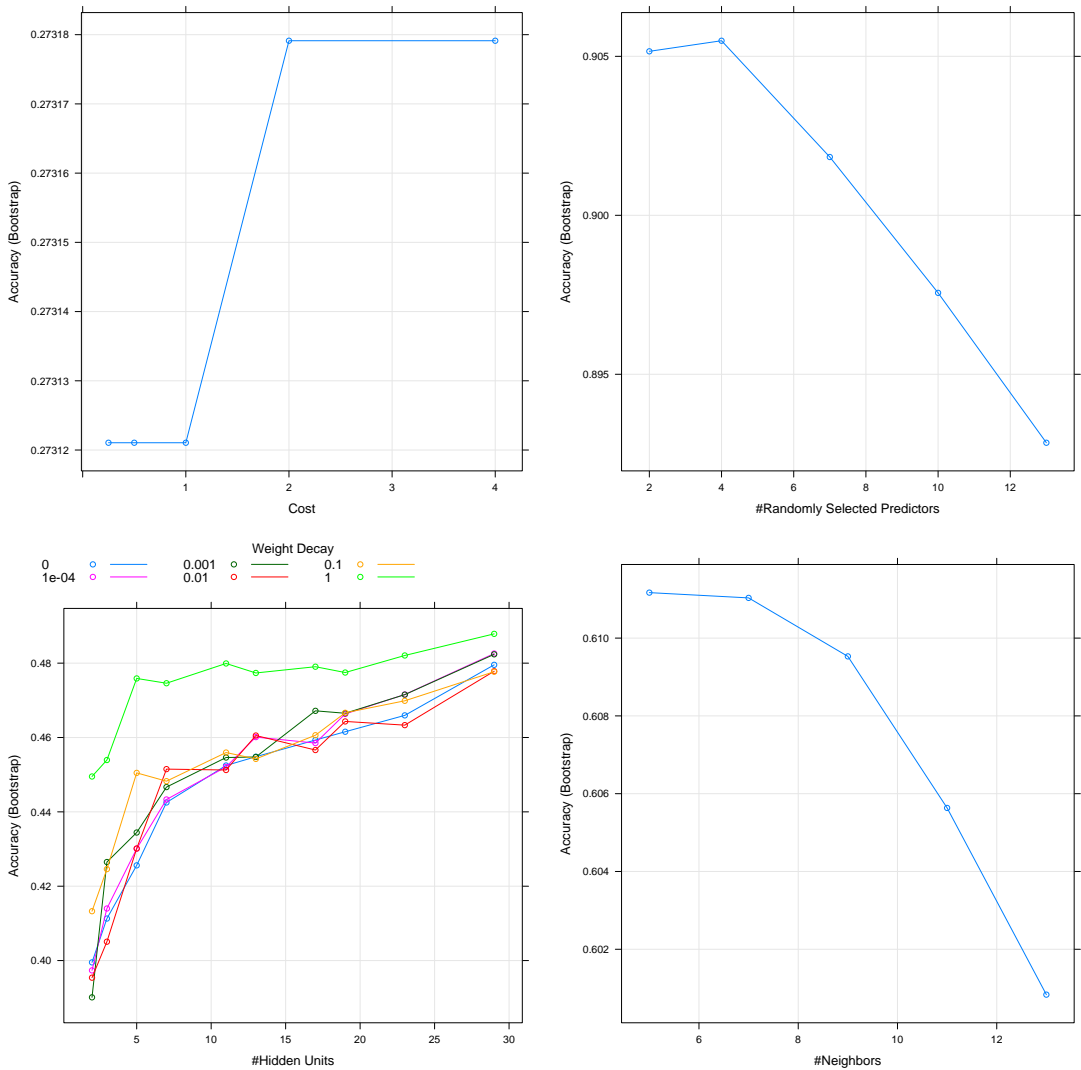 0.27318
0.27317
0.27316
0.27315
0.27314
0.27313
0.27312
Accuracy (Bootstrap)
1 2 3 4
Cost
0.905
0.900
0.895
Accuracy (Bootstrap)
2 4 6 8 10 12
#Randomly Selected Predictors
Weight Decay
0 0.001 0.1
1e-04 0.01 1
0.48
0.46
0.44
0.42
0.40
Accuracy (Bootstrap)
5 10 15 20 25 30
#Hidden Units
0.610
0.608
0.606
0.604
0.602
Accuracy (Bootstrap)
6 8 10 12
#Neighbors